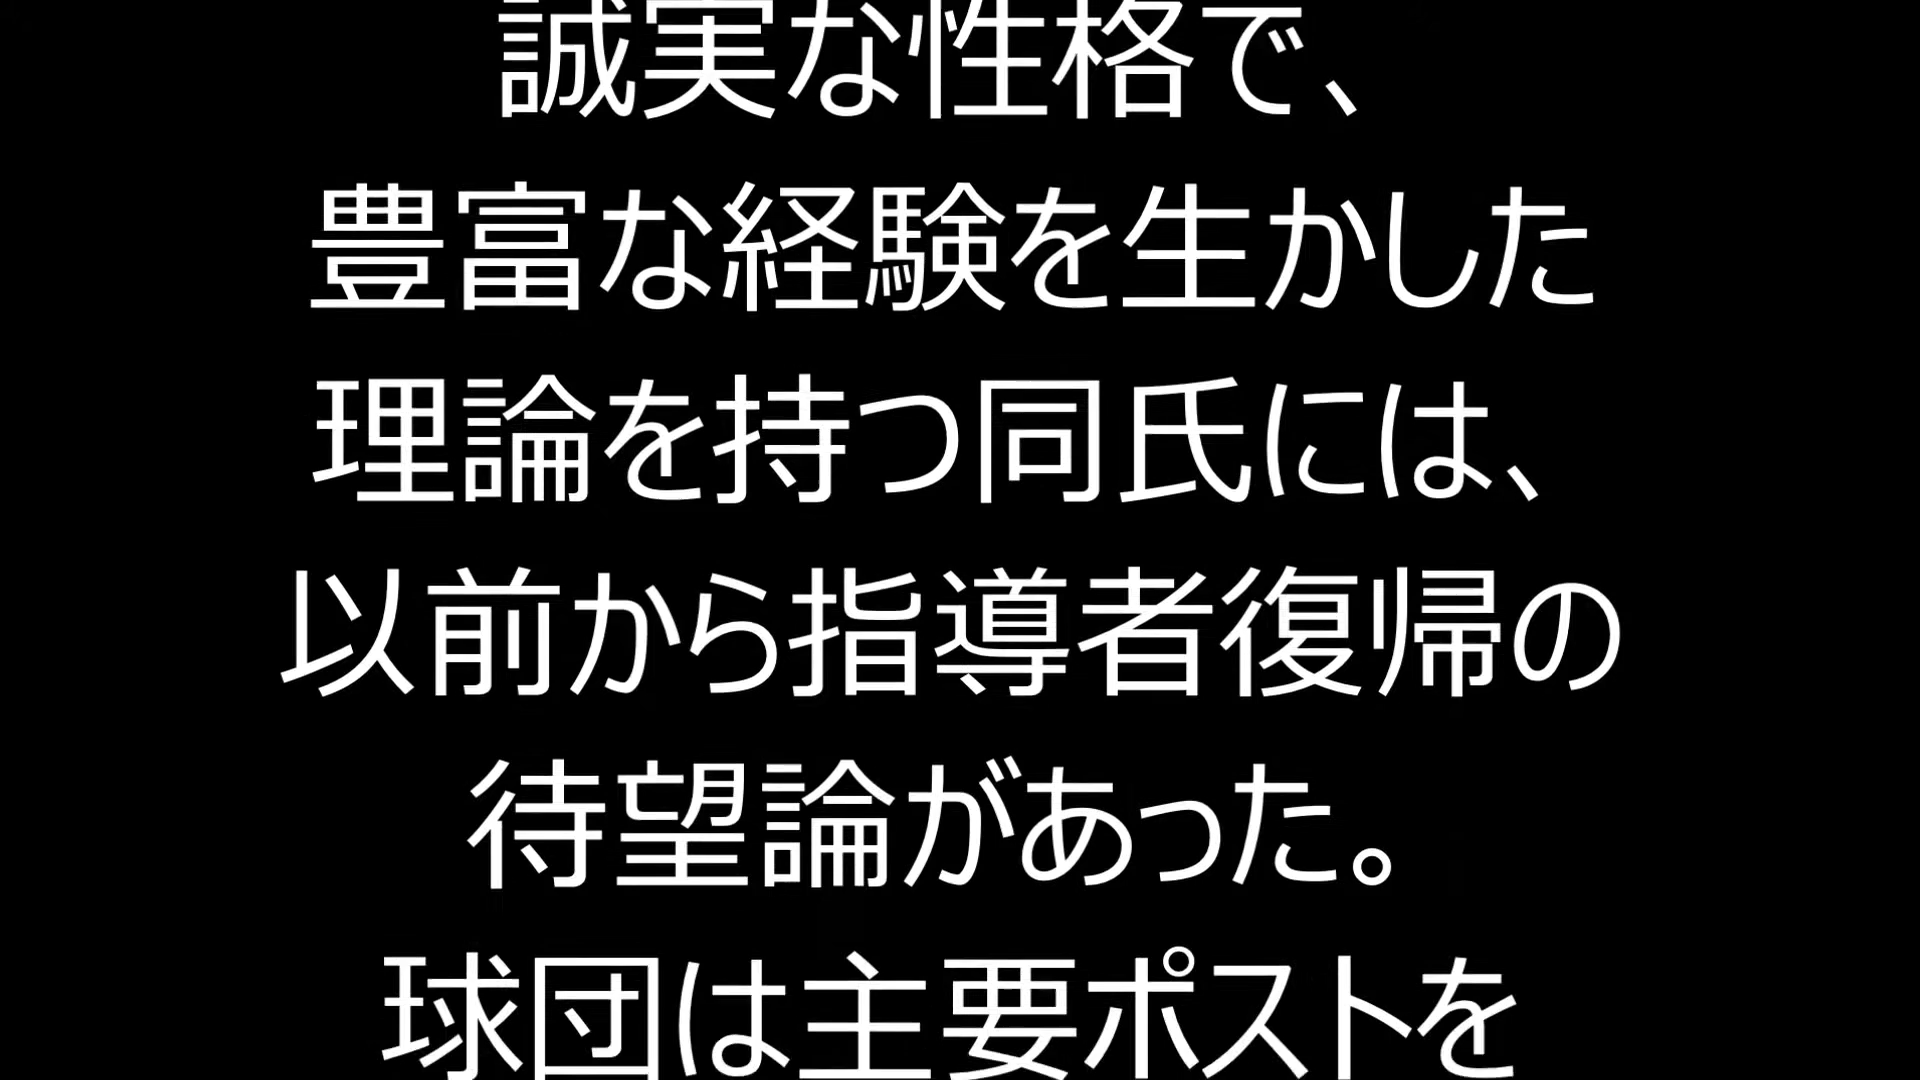 誠実な性格で、
豊富な経験を生かした
理論を持つ同氏には、
以前から指導者復帰の
待望論があった。
球団は主要ポストを